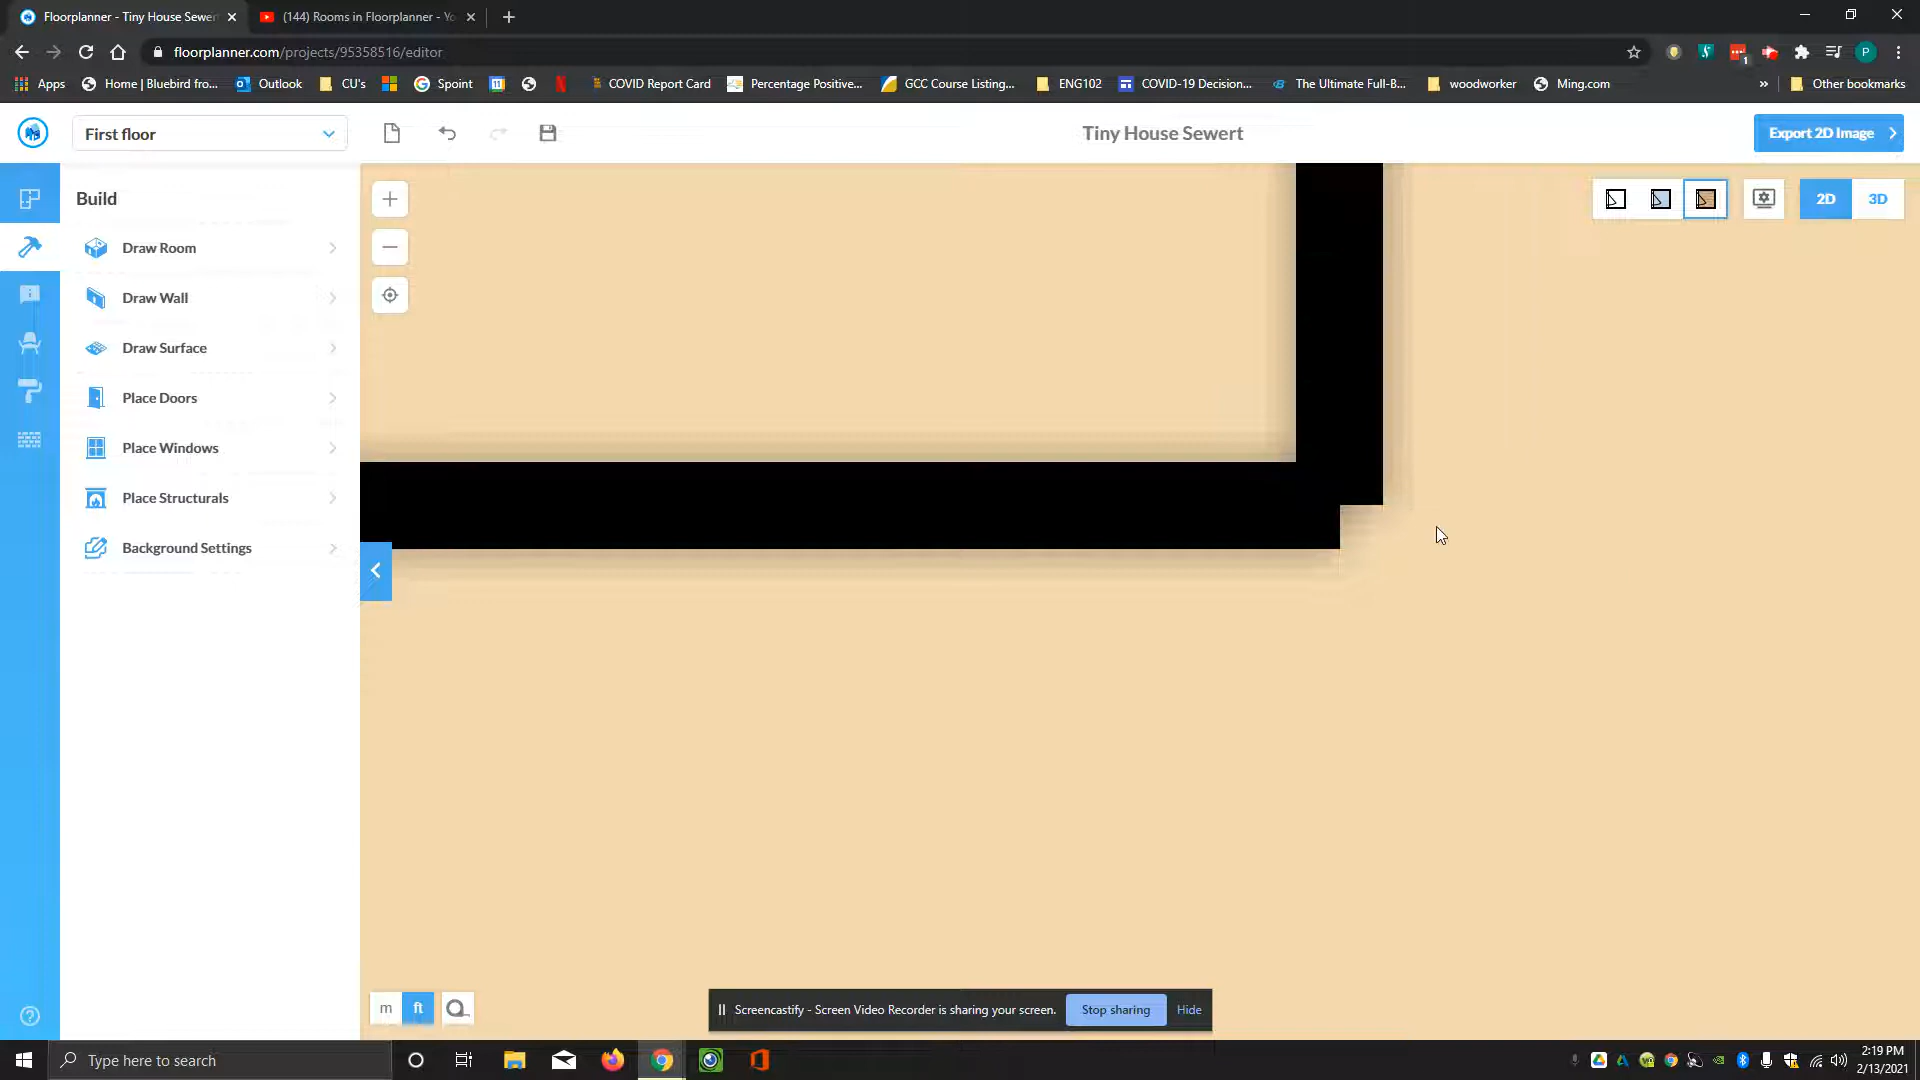 Floorplanner - Tiny House Sewer
(144) Rooms in Floorplanner - Yo
floorplanner.com/projects/95358516/editor
P
1
Apps
Home | Bluebird fro...
Outlook
CU's
Spoint
COVID Report Card
Percentage Positive...
GCC Course Listing...
ENG102
COVID-19 Decision...
The Ultimate Full-B...
woodworker
Ming.com
»
Other bookmarks
First floor
Tiny House Sewert
Export 2D Image
Build
2D
3D
Draw Room
Draw Wall
Draw Surface
Place Doors
Place Windows
Place Structurals
Background Settings
m
ft
Screencastify - Screen Video Recorder is sharing your screen.
Stop sharing
Hide
Type here to search
2:19 PM
2/13/2021